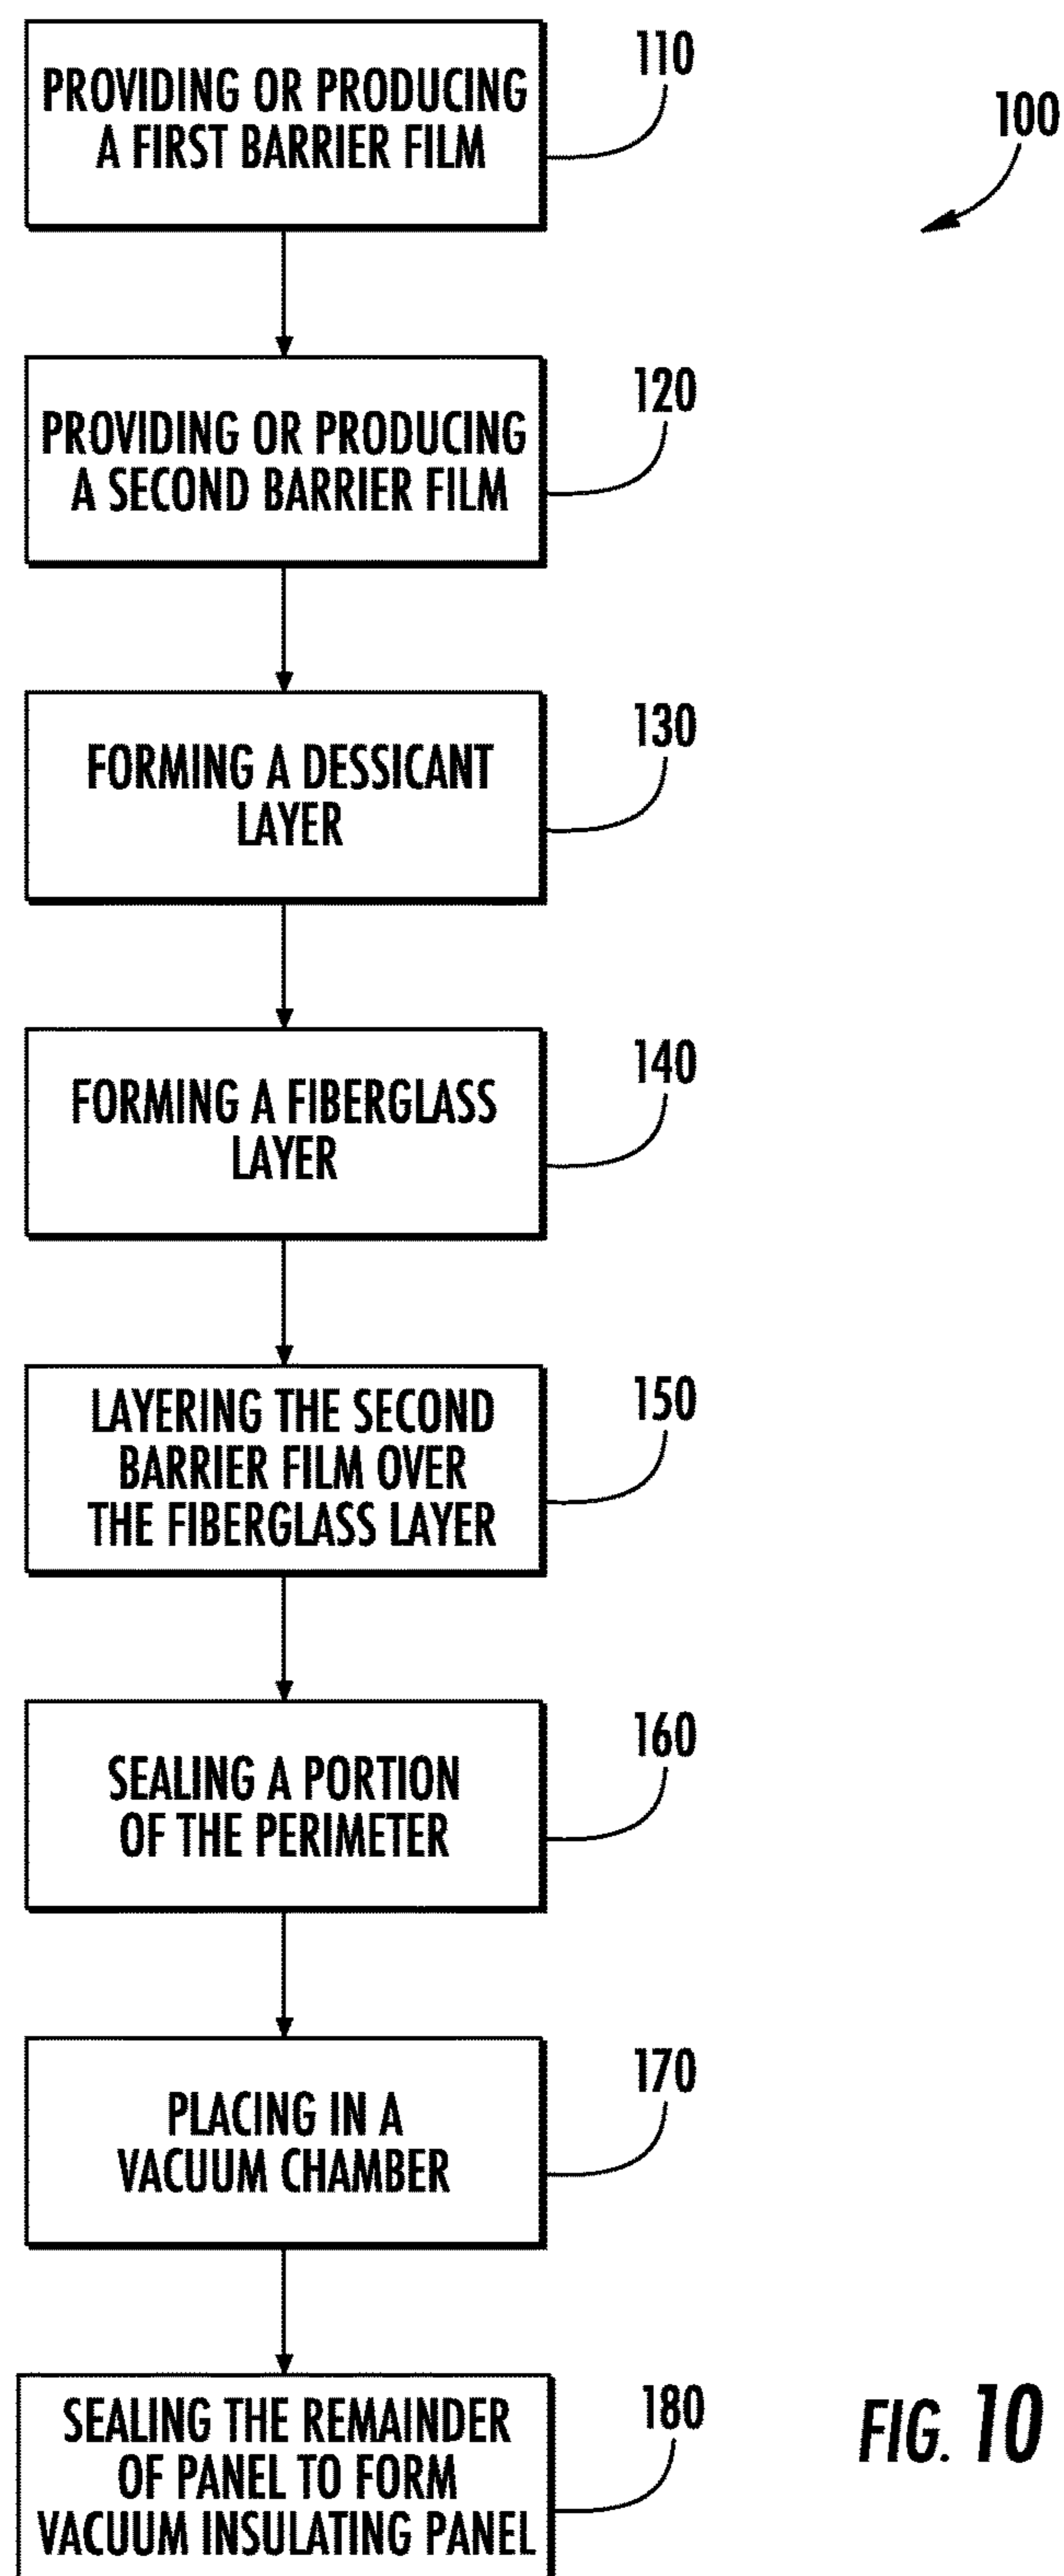 PROVIDING OR PRODUCING
A FIRST BARRIER FILM
110
100
PROVIDING OR PRODUCING
A SECOND BARRIER FILM
120
FORMING A DESSICANT
LAYER
130
FORMING A FIBERGLASS
LAYER
140
LAYERING THE SECOND
BARRIER FILM OVER
THE FIBERGLASS LAYER
150
SEALING A PORTION
OF THE PERIMETER
160
PLACING IN A
VACUUM CHAMBER
170
SEALING THE REMAINDER
OF PANEL TO FORM
VACUUM INSULATING PANEL
180
FIG. 10